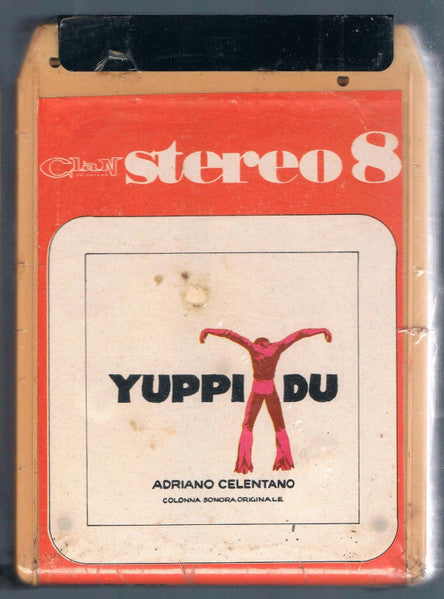 CLAN stereo 8
YUPPI DU
ADRIANO CELENTANO
COLONNA SONORA ORIGINALE